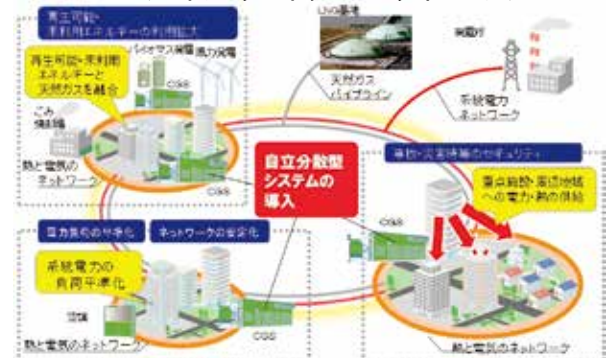 再生可能・
未利用エネルギーの利用拡大
バイオマス発電
風力発電
再生可能・未利用
エネルギーと
天然ガスを融合
CGS
ごみ
焼却場
熱と電気の
ネットワーク
CGS
LNG基地
天然ガス
パイプライン
発電所
系統電力
ネットワーク
自立分散型
システムの
導入
事故・災害時等のセキュリティ
重点施設・周辺地域
への電力・熱の供給
CGS
熱と電気のネットワーク
電力負荷の平準化
ネットワークの安定化
系統電力の
負荷平準化
CGS
熱と電気のネットワーク